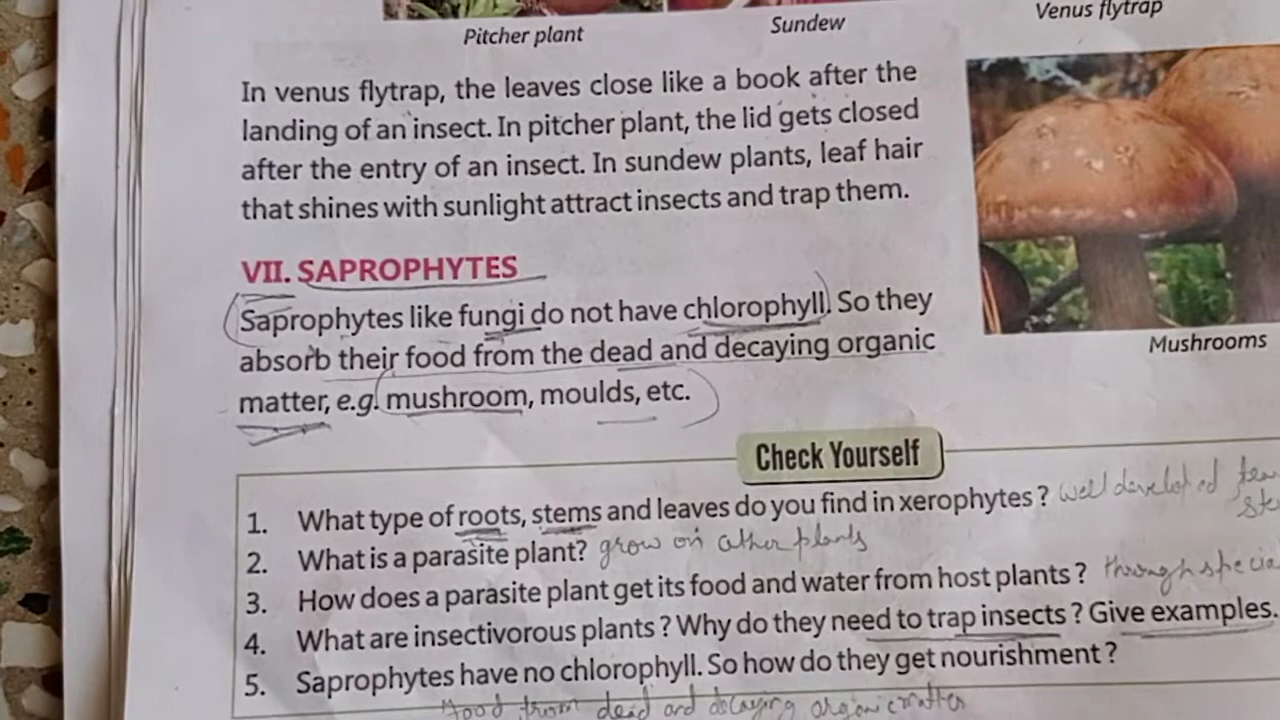 Pitcher plant
Sundew
Venus flytrap
In venus flytrap, the leaves close like a book after the
landing of an insect. In pitcher plant, the lid gets closed
after the entry of an insect. In sundew plants, leaf hair
that shines with sunlight attract insects and trap them.
VII. SAPROPHYTES
Saprophytes like fungi do not have chlorophyll. So they
absorb their food from the dead and decaying organic
matter, e.g. mushroom, moulds, etc.
Mushrooms
Check Yourself
1. What type of roots, stems and leaves do you find in xerophytes ? well developed
2. What is a parasite plant? grow on other plants
3. How does a parasite plant get its food and water from host plants ? through
4. What are insectivorous plants ? Why do they need to trap insects ? Give examples.
5. Saprophytes have no chlorophyll. So how do they get nourishment ?
food from dead and decaying organic matter